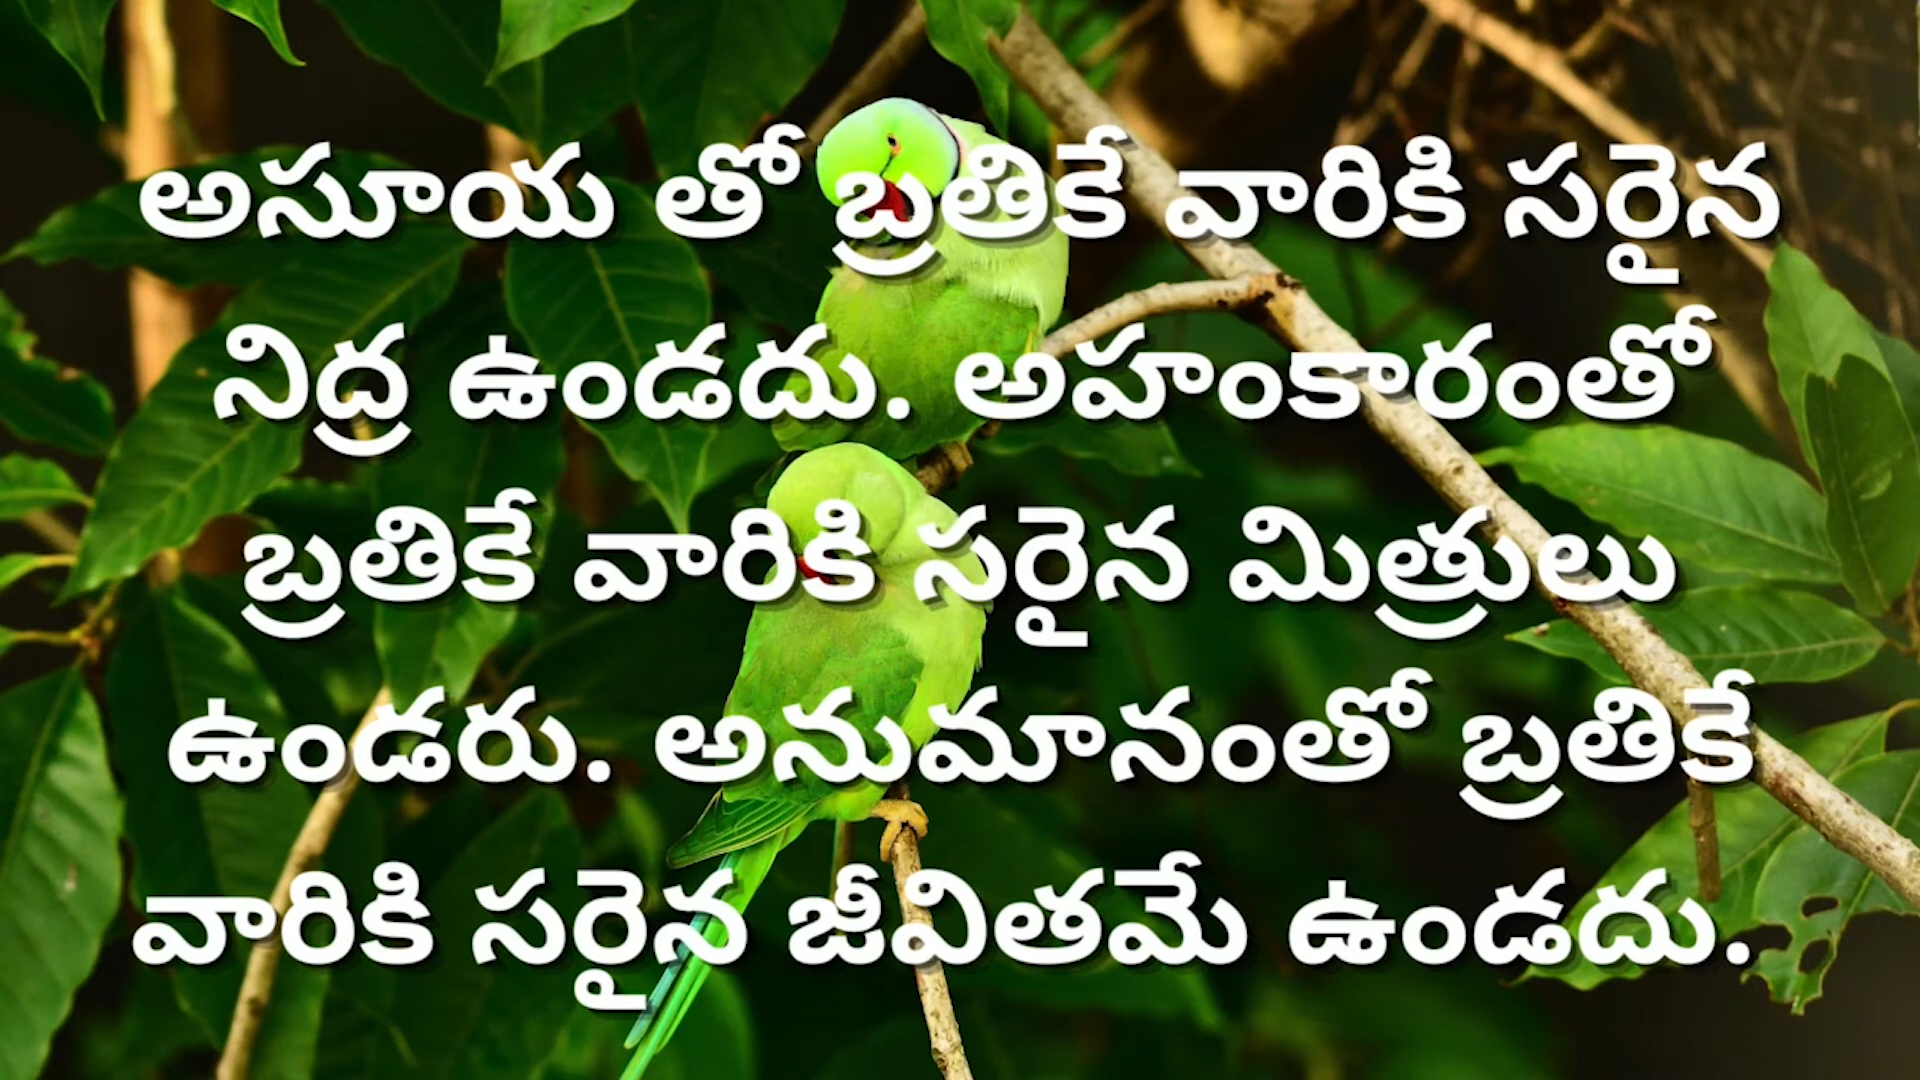 అసూయ తో బ్రతికే వారికి సరైన
నిద్ర ఉండదు. అహంకారంతో
బ్రతికే వారికి సరైన మిత్రులు
ఉండరు. అనుమానంతో బ్రతికే
వారికి సరైన జీవితమే ఉండదు.